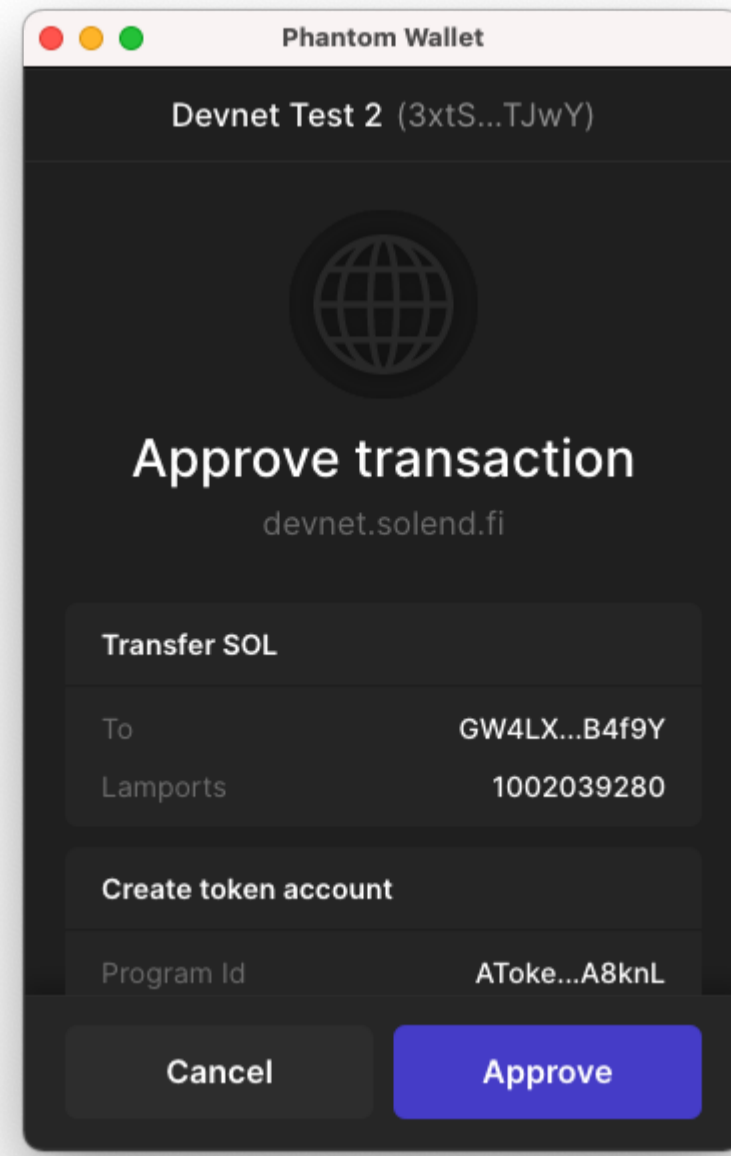 Phantom Wallet
Devnet Test 2 (3xtS...TJwY)
Approve transaction
devnet.solend.fi
Transfer SOL
To GW4LX...B4f9Y
Lamports 1002039280
Create token account
Program Id AToke...A8knL
Cancel Approve